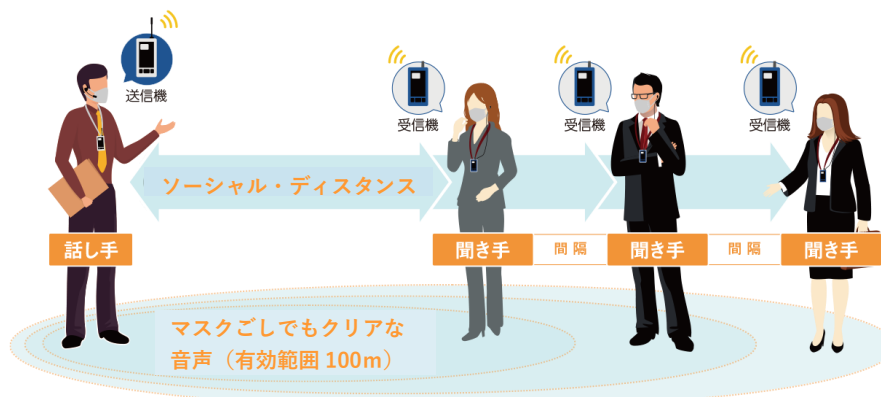 送信機
受信機
受信機
受信機
ソーシャル・ディスタンス
話し手
聞き手
間隔
聞き手
間隔
聞き手
マスクごしでもクリアな
音声（有効範囲 100m）